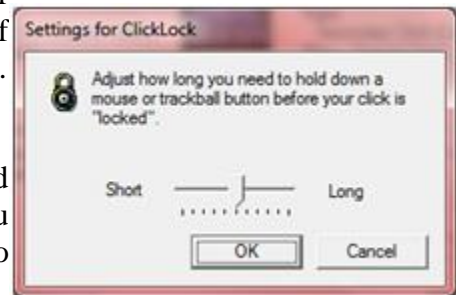 Settings for ClickLock
Adjust how long you need to hold down a
mouse or trackball button before your click is
"locked".
Short Long
OK Cancel